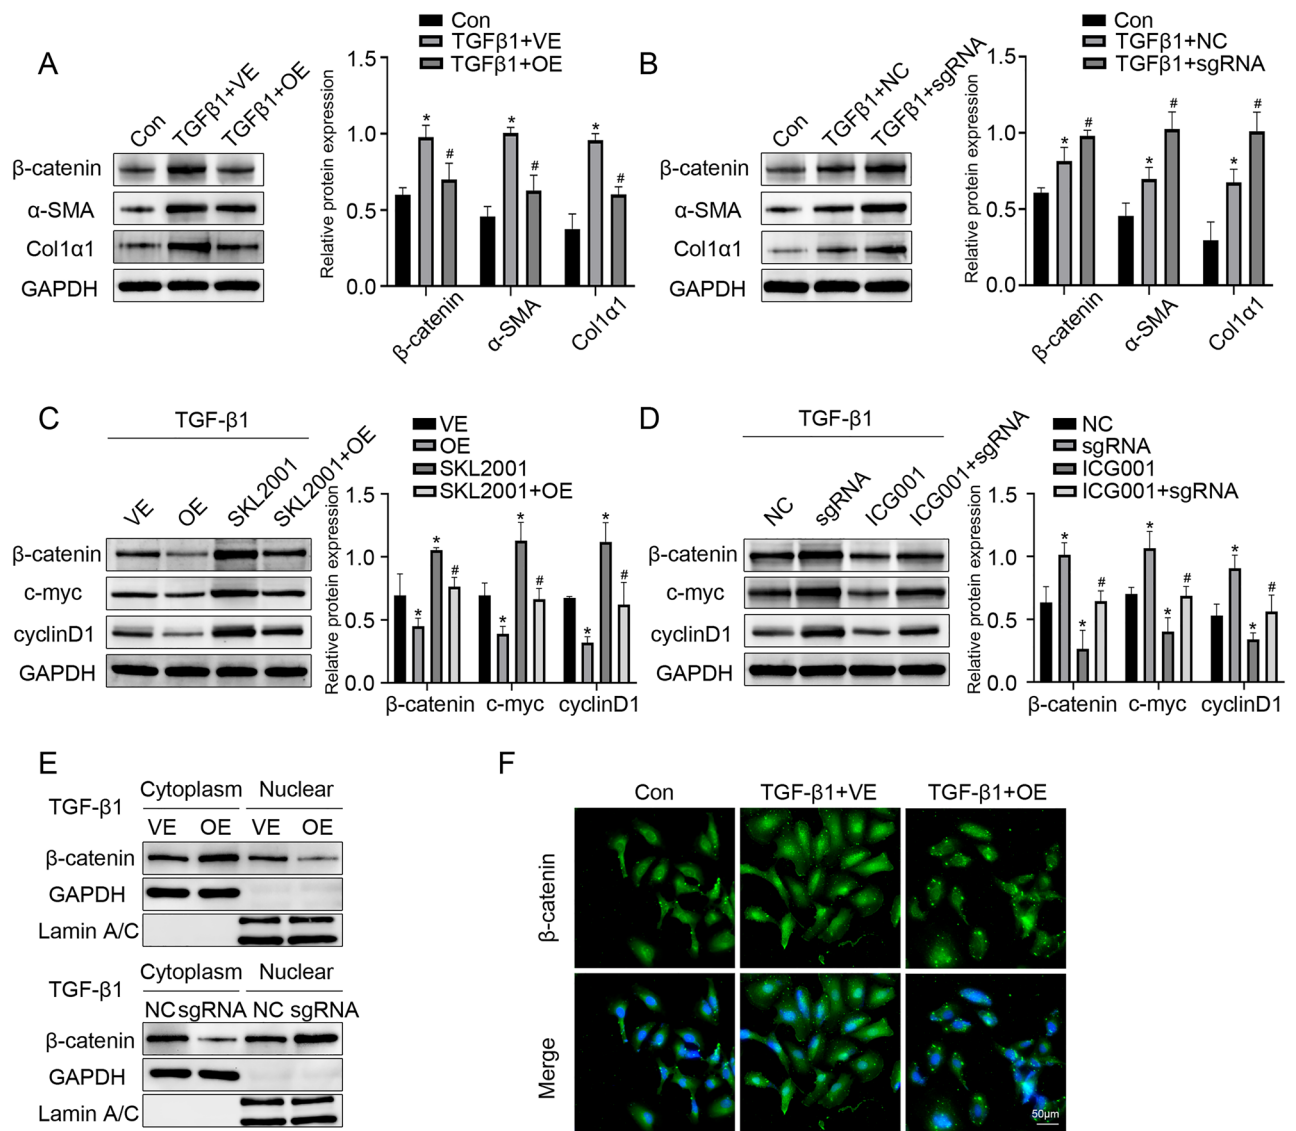 A
Con
TGFβ1+VE
TGFβ1+OE
β-catenin
α-SMA
Col1α1
GAPDH
Con
TGFβ1+VE
TGFβ1+OE
Relative protein expression
1.5
1.0
0.5
0.0
* # * # * #
β-catenin
α-SMA
Col1α1
B
Con
TGFβ1+NC
TGFβ1+sgRNA
β-catenin
α-SMA
Col1α1
GAPDH
Con
TGFβ1+NC
TGFβ1+sgRNA
Relative protein expression
1.5
1.0
0.5
0.0
* # * # * #
β-catenin
α-SMA
Col1α1
C
TGF-β1
VE
OE
SKL2001
SKL2001+OE
β-catenin
c-myc
cyclinD1
GAPDH
VE
OE
SKL2001
SKL2001+OE
Relative protein expression
1.5
1.0
0.5
0.0
* * # * * # * * #
β-catenin c-myc cyclinD1
D
TGF-β1
NC
sgRNA
ICG001
ICG001+sgRNA
β-catenin
c-myc
cyclinD1
GAPDH
NC
sgRNA
ICG001
ICG001+sgRNA
Relative protein expression
1.5
1.0
0.5
0.0
* * # * * # * * #
β-catenin c-myc cyclinD1
E
Cytoplasm Nuclear
TGF-β1
VE OE VE OE
β-catenin
GAPDH
Lamin A/C
Cytoplasm Nuclear
TGF-β1
NC sgRNA NC sgRNA
β-catenin
GAPDH
Lamin A/C
F
Con TGF-β1+VE TGF-β1+OE
β-catenin
Merge
50μm